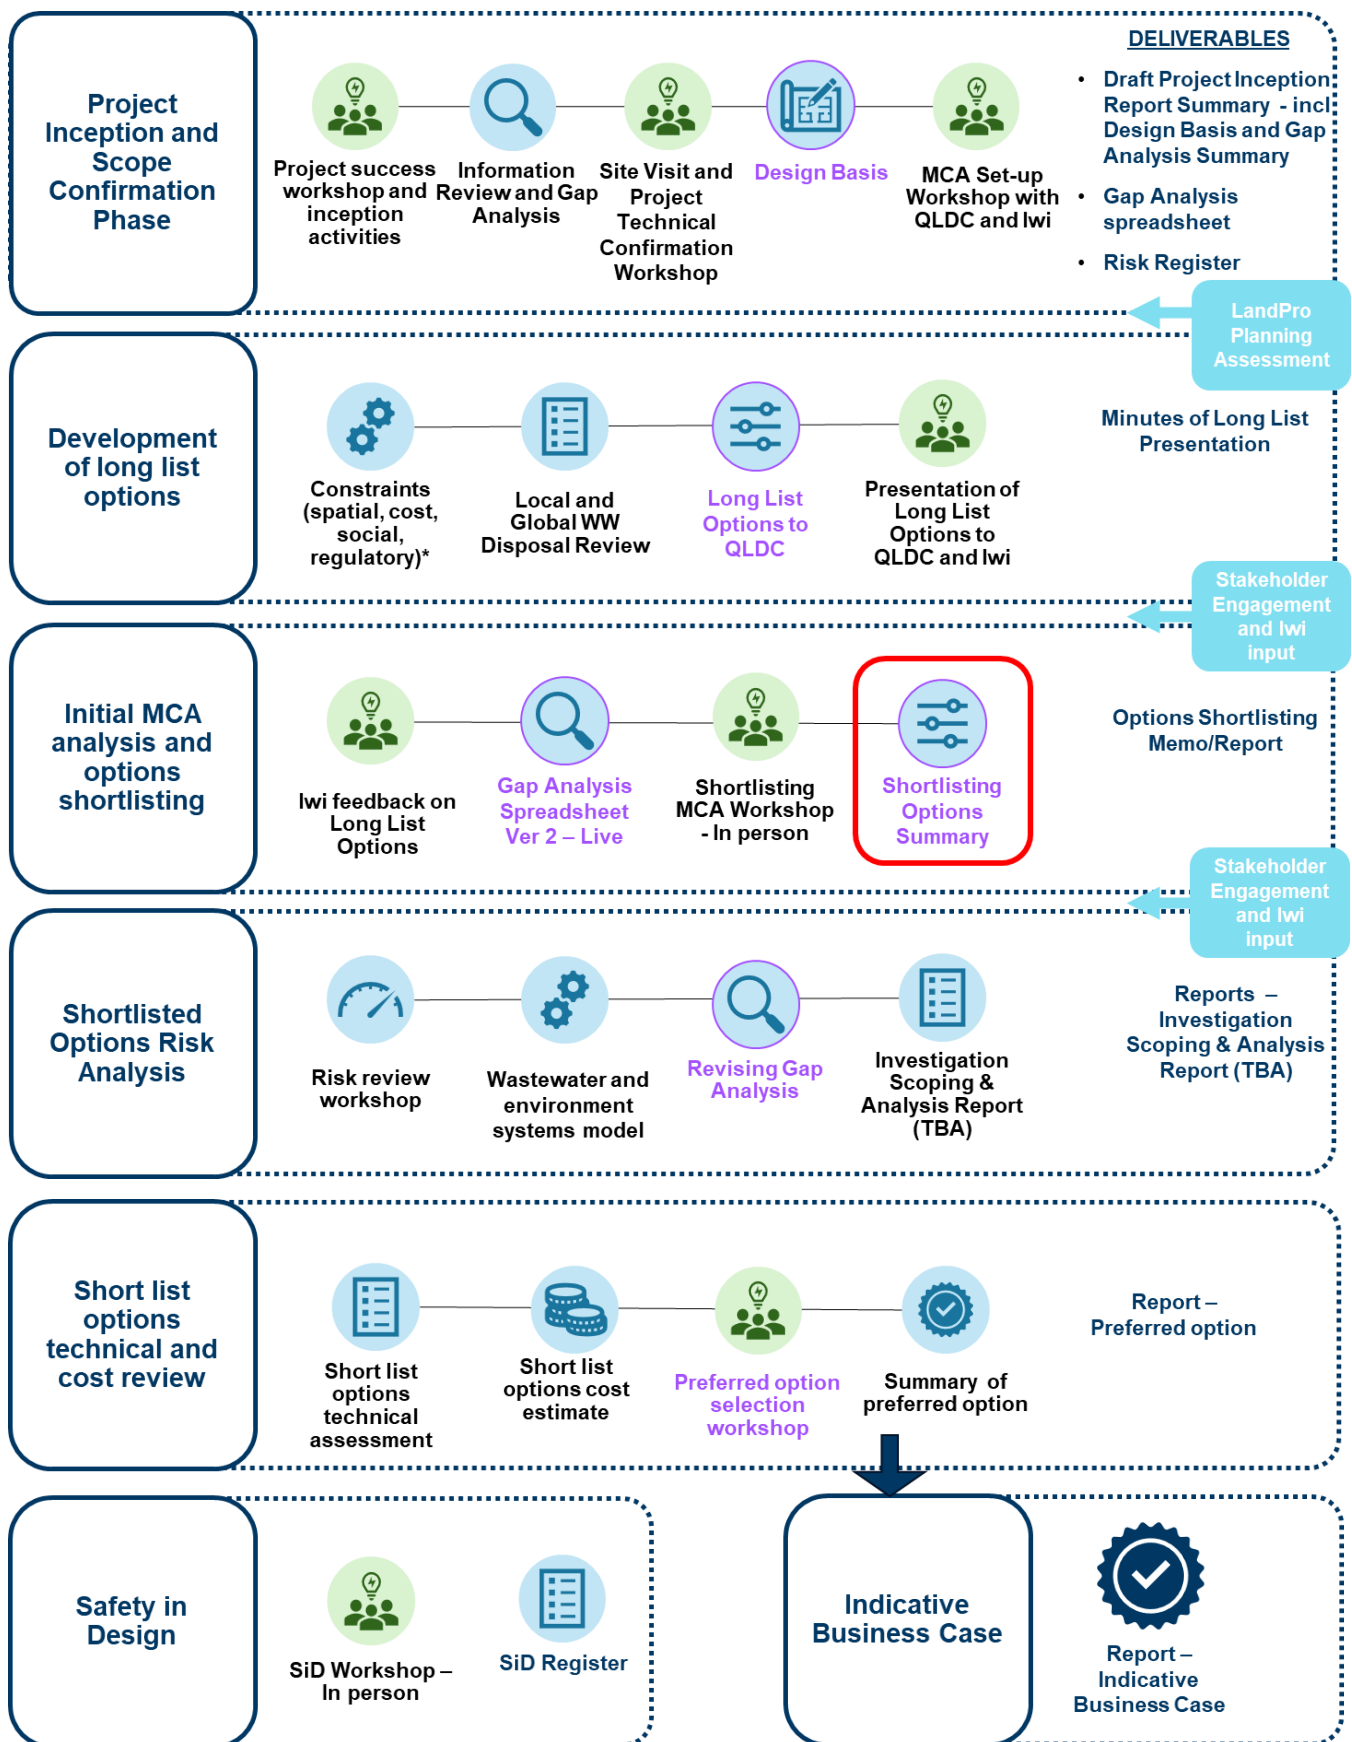 Project
Inception and
Scope
Confirmation
Phase
Project success
workshop and
inception
activities
Information
Review and Gap
Analysis
Site Visit and
Project
Technical
Confirmation
Workshop
Design Basis
MCA Set-up
Workshop with
QLDC and Iwi
DELIVERABLES
• Draft Project Inception
Report Summary - incl
Design Basis and Gap
Analysis Summary
• Gap Analysis
spreadsheet
• Risk Register
LandPro
Planning
Assessment
Development
of long list
options
Constraints
(spatial, cost,
social,
regulatory)*
Local and
Global WW
Disposal Review
Long List
Options to
QLDC
Presentation of
Long List
Options to
QLDC and Iwi
Minutes of Long List
Presentation
Stakeholder
Engagement
and Iwi
input
Initial MCA
analysis and
options
shortlisting
Iwi feedback on
Long List
Options
Gap Analysis
Spreadsheet
Ver 2 – Live
Shortlisting
MCA Workshop
- In person
Shortlisting
Options
Summary
Options Shortlisting
Memo/Report
Stakeholder
Engagement
and Iwi
input
Shortlisted
Options Risk
Analysis
Risk review
workshop
Wastewater and
environment
systems model
Revising Gap
Analysis
Investigation
Scoping &
Analysis Report
(TBA)
Reports –
Investigation
Scoping & Analysis
Report (TBA)
Short list
options
technical and
cost review
Short list
options
technical
assessment
Short list
options cost
estimate
Preferred option
selection
workshop
Summary of
preferred option
Report –
Preferred option
Safety in
Design
SiD Workshop –
In person
SiD Register
Indicative
Business Case
Report –
Indicative
Business Case